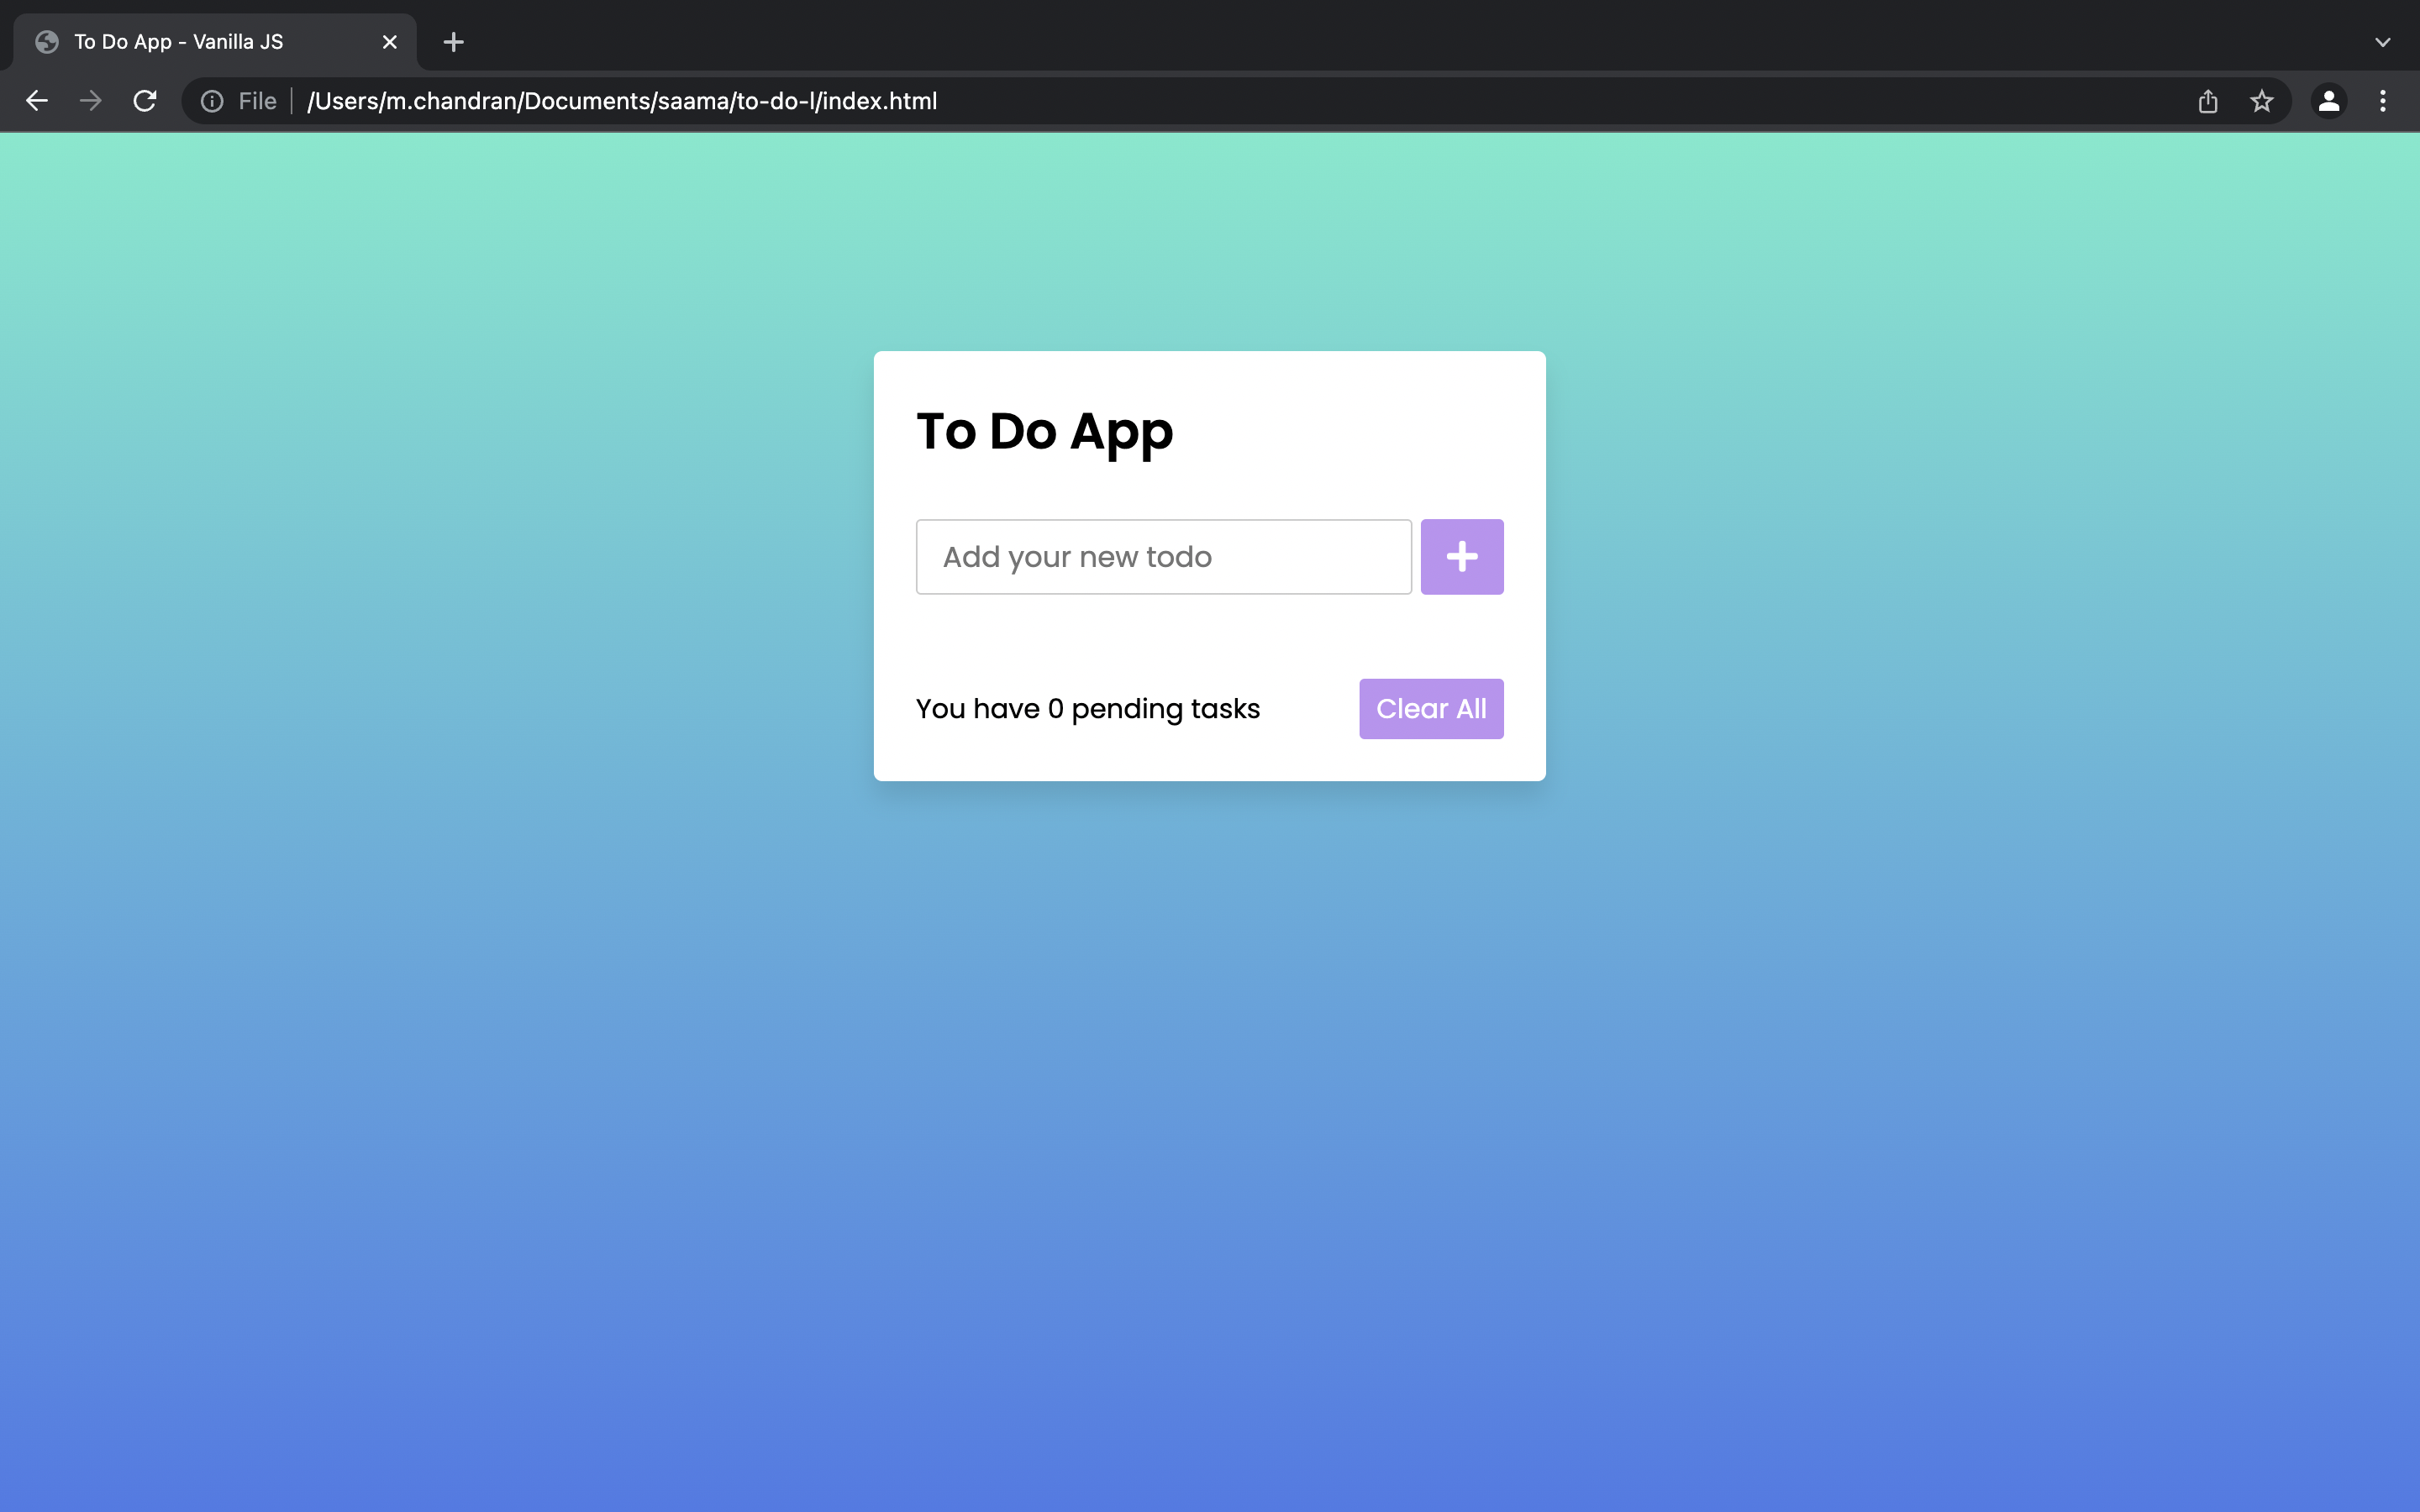 To Do App - Vanilla JS
File /Users/m.chandran/Documents/saama/to-do-l/index.html
To Do App
Add your new todo
You have 0 pending tasks
Clear All